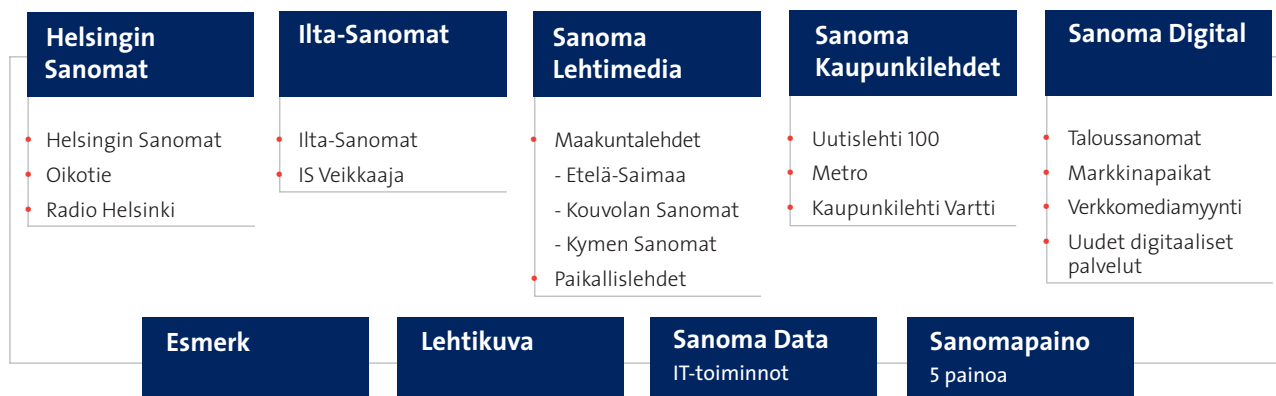 Helsingin
Sanomat
• Helsingin Sanomat
• Oikotie
• Radio Helsinki
Ilta-Sanomat
• Ilta-Sanomat
• IS Veikkaaja
Sanoma
Lehtimedia
• Maakuntalehdet
- Etelä-Saimaa
- Kouvolan Sanomat
- Kymen Sanomat
• Paikallislehdet
Sanoma
Kaupunkilehdet
• Uutislehti 100
• Metro
• Kaupunkilehti Vartti
Sanoma Digital
• Taloussanomat
• Markkinapaikat
• Verkkomediamyynti
• Uudet digitaaliset
palvelut
Esmerk
Lehtikuva
Sanoma Data
IT-toiminnot
Sanomapaino
5 painoa